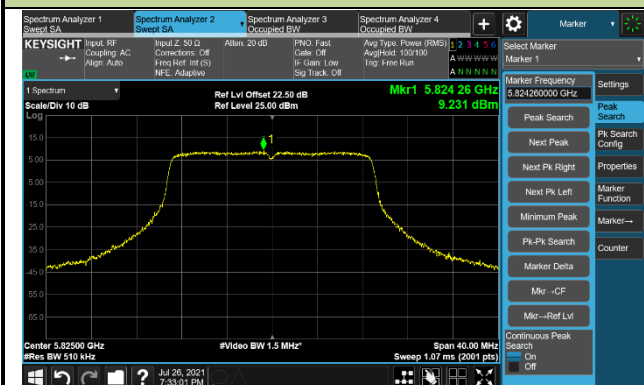 Spectrum Analyzer 1
Swept SA
Spectrum Analyzer 2
Swept SA
Spectrum Analyzer 3
Occupied BW
Spectrum Analyzer 4
Occupied BW
+
Marker
KEYSIGHT
Input: RF
Coupling: AC
Align: Auto
Input Z: 50 Ω
Corrections: Off
Freq Ref: Int (S)
NFE: Adaptive
Atten: 20 dB
PNO: Fast
Gate: Off
IF Gain: Low
Sig Track: Off
Avg Type: Power (RMS)
Avg|Hold: 100/100
Trig: Free Run
1 2 3 4 5 6
A W W W W W
A N N N N N
Select Marker
Marker 1
1 Spectrum
Scale/Div 10 dB
Log
Ref Lvl Offset 22.50 dB
Ref Level 25.00 dBm
Mkr1 5.824 26 GHz
9.231 dBm
1
15.0
5.00
-5.00
-15.0
-25.0
-35.0
-45.0
-55.0
-65.0
Center 5.82500 GHz
#Res BW 510 kHz
#Video BW 1.5 MHz*
Span 40.00 MHz
Sweep 1.07 ms (2001 pts)
Marker Frequency
5.824260000 GHz
Peak Search
Next Peak
Next Pk Right
Next Pk Left
Minimum Peak
Pk-Pk Search
Marker Delta
Mkr→CF
Mkr→Ref Lvl
Continuous Peak
Search
On
Off
Settings
Peak
Search
Pk Search
Config
Properties
Marker
Function
Marker→
Counter
?
Jul 26, 2021
7:33:01 PM